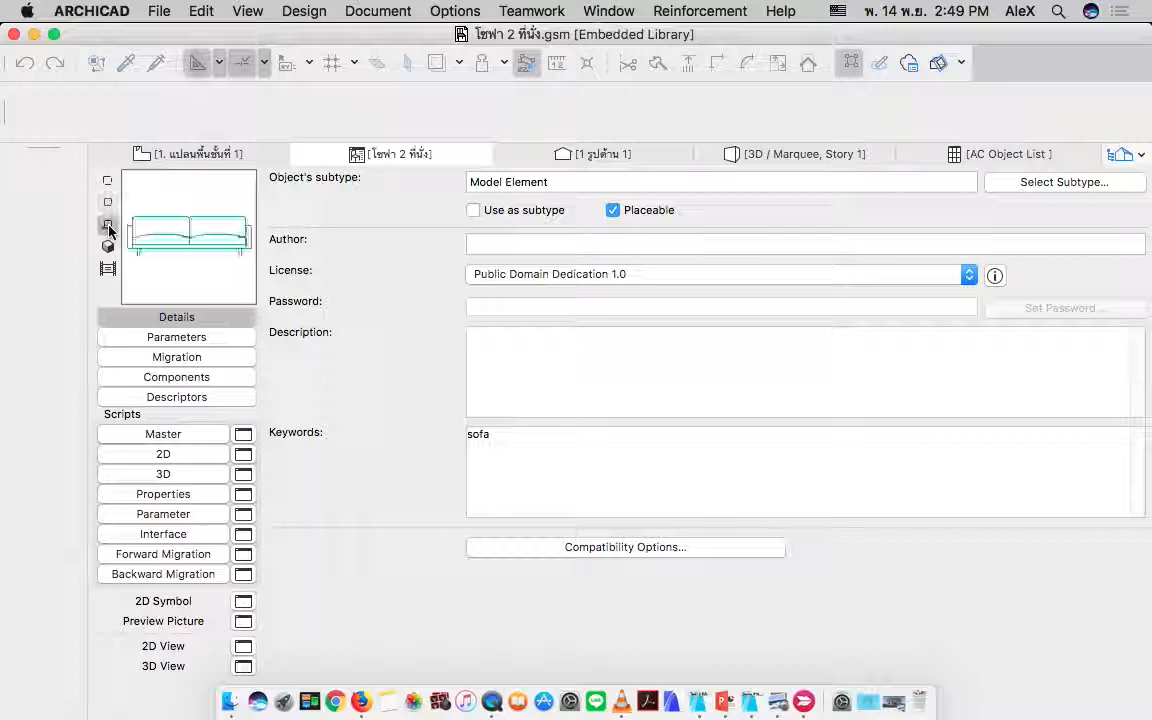 ARCHICAD File Edit View Design Document Options Teamwork Window Reinforcement Help พ. 14 พ.ย. 2:49 PM AleX
โซฟา 2 ที่นั่ง.gsm [Embedded Library]
[1. แปลนพื้นชั้นที่ 1]
[โซฟา 2 ที่นั่ง]
[1 รูปด้าน 1]
[3D / Marquee, Story 1]
[AC Object List ]
Object's subtype:
Model Element
Select Subtype...
Use as subtype
Placeable
Author:
License:
Public Domain Dedication 1.0
Password:
Set Password...
Description:
Keywords:
sofa
Compatibility Options...
Details
Parameters
Migration
Components
Descriptors
Scripts
Master
2D
3D
Properties
Parameter
Interface
Forward Migration
Backward Migration
2D Symbol
Preview Picture
2D View
3D View